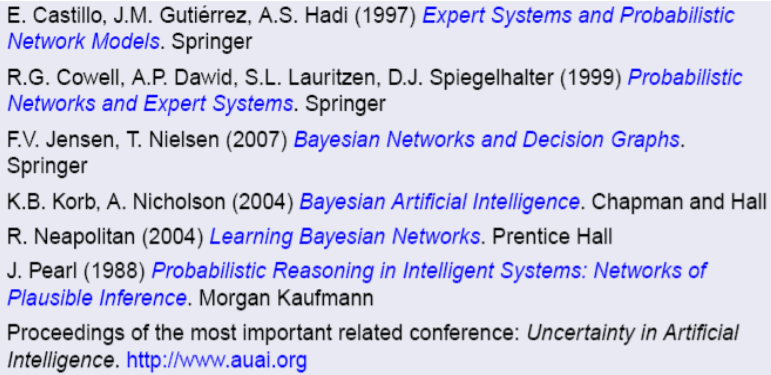 E. Castillo, J.M. Gutiérrez, A.S. Hadi (1997) Expert Systems and Probabilistic
Network Models. Springer
R.G. Cowell, A.P. Dawid, S.L. Lauritzen, D.J. Spiegelhalter (1999) Probabilistic
Networks and Expert Systems. Springer
F.V. Jensen, T. Nielsen (2007) Bayesian Networks and Decision Graphs.
Springer
K.B. Korb, A. Nicholson (2004) Bayesian Artificial Intelligence. Chapman and Hall
R. Neapolitan (2004) Learning Bayesian Networks. Prentice Hall
J. Pearl (1988) Probabilistic Reasoning in Intelligent Systems: Networks of
Plausible Inference. Morgan Kaufmann
Proceedings of the most important related conference: Uncertainty in Artificial
Intelligence. http://www.auai.org